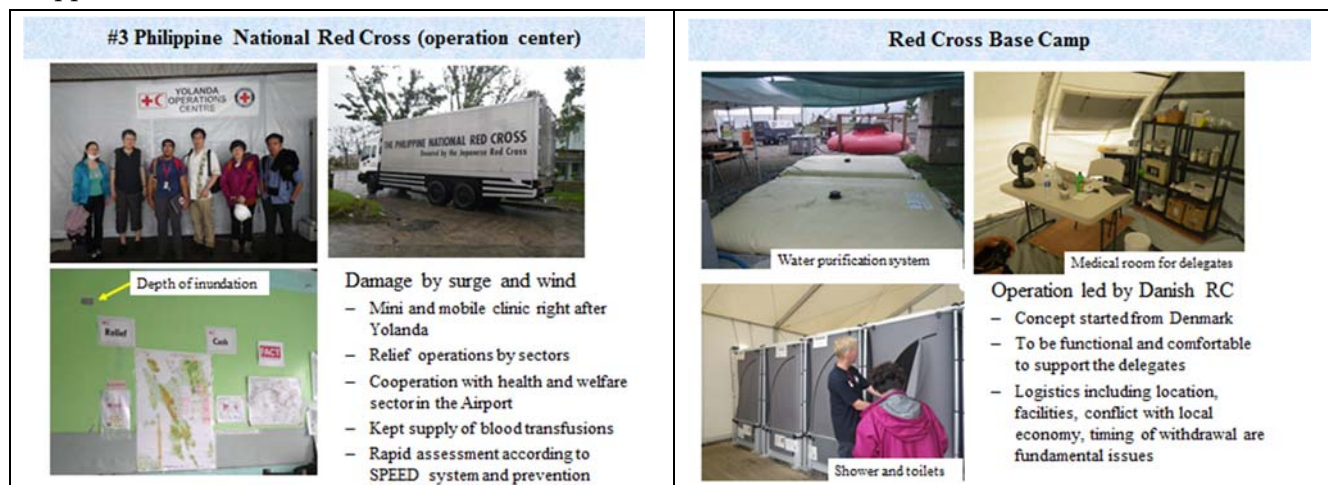 #3 Philippine National Red Cross (operation center)
YOLANDA
OPERATIONS
CENTRE
THE PHILIPPINE NATIONAL RED CROSS
Donated by the Japanese Red Cross
Depth of inundation
Relief
Cash
FACT
Damage by surge and wind
– Mini and mobile clinic right after
Yolanda
– Relief operations by sectors
– Cooperation with health and welfare
sector in the Airport
– Kept supply of blood transfusions
– Rapid assessment according to
SPEED system and prevention
Red Cross Base Camp
Water purification system
Medical room for delegates
Shower and toilets
Operation led by Danish RC
– Concept started from Denmark
– To be functional and comfortable
to support the delegates
– Logistics including location,
facilities, conflict with local
economy, timing of withdrawal are
fundamental issues